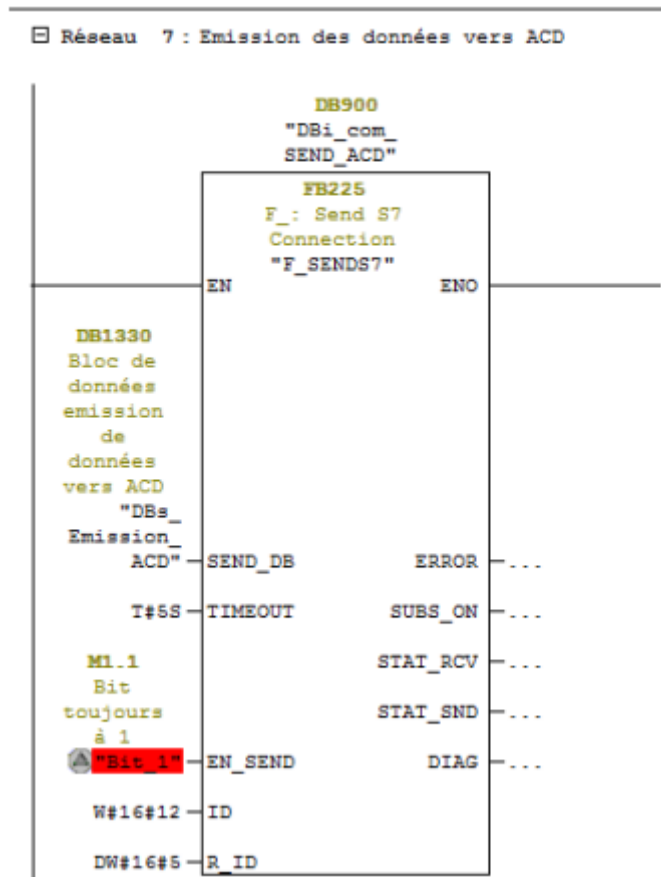 Réseau 7 : Emission des données vers ACD
DB900
"DBi_com_
SEND_ACD"
FB225
F_: Send S7
Connection
"F_SENDS7"
EN ENO
DB1330
Bloc de
données
emission
de
données
vers ACD
"DBs_
Emission_
ACD" SEND_DB ERROR ...
T#5S TIMEOUT SUBS_ON ...
M1.1 STAT_RCV ...
Bit
toujours STAT_SND ...
à 1
"Bit_1" EN_SEND DIAG ...
W#16#12 ID
DW#16#5 R_ID